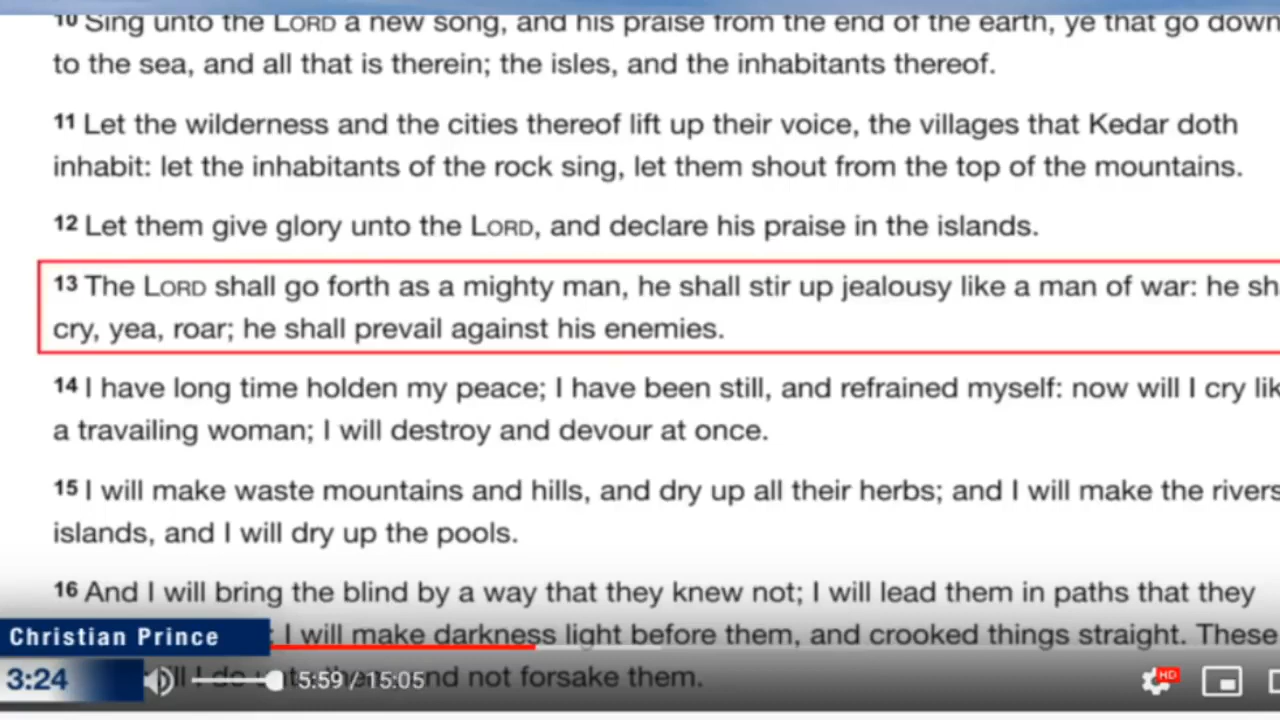 10 Sing unto the LORD a new song, and his praise from the end of the earth, ye that go down
to the sea, and all that is therein; the isles, and the inhabitants thereof.
11 Let the wilderness and the cities thereof lift up their voice, the villages that Kedar doth
inhabit: let the inhabitants of the rock sing, let them shout from the top of the mountains.
12 Let them give glory unto the LORD, and declare his praise in the islands.
13 The LORD shall go forth as a mighty man, he shall stir up jealousy like a man of war: he sh
cry, yea, roar; he shall prevail against his enemies.
14 I have long time holden my peace; I have been still, and refrained myself: now will I cry lik
a travailing woman; I will destroy and devour at once.
15 I will make waste mountains and hills, and dry up all their herbs; and I will make the rivers
islands, and I will dry up the pools.
16 And I will bring the blind by a way that they knew not; I will lead them in paths that they
Christian Prince : I will make darkness light before them, and crooked things straight. These
3:24 I do and not forsake them.
5:59 / 15:05 HD